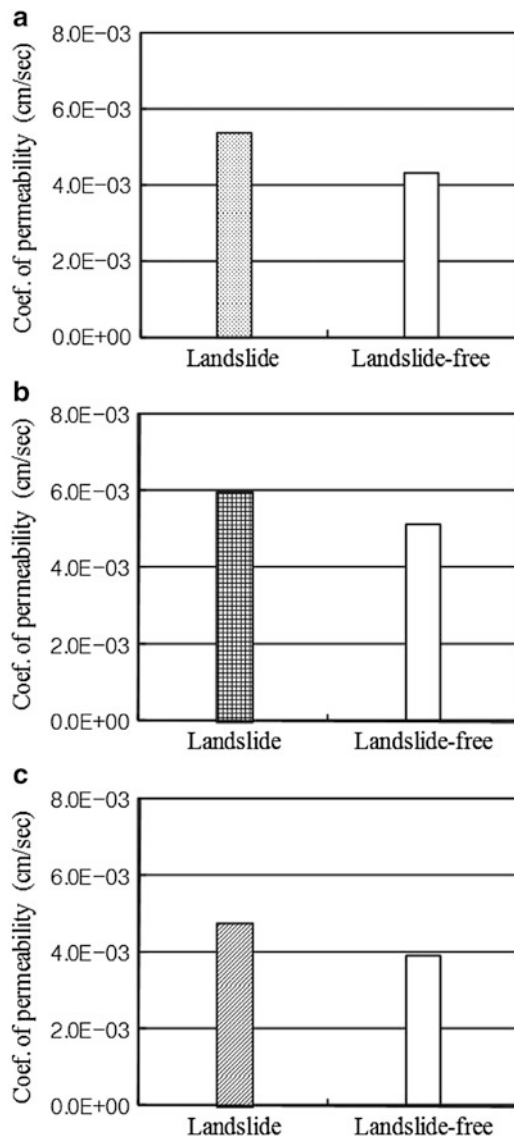 a
Coef. of permeability (cm/sec)
8.0E-03
6.0E-03
4.0E-03
2.0E-03
0.0E+00
Landslide Landslide-free
b
Coef. of permeability (cm/sec)
8.0E-03
6.0E-03
4.0E-03
2.0E-03
0.0E+00
Landslide Landslide-free
c
Coef. of permeability (cm/sec)
8.0E-03
6.0E-03
4.0E-03
2.0E-03
0.0E+00
Landslide Landslide-free